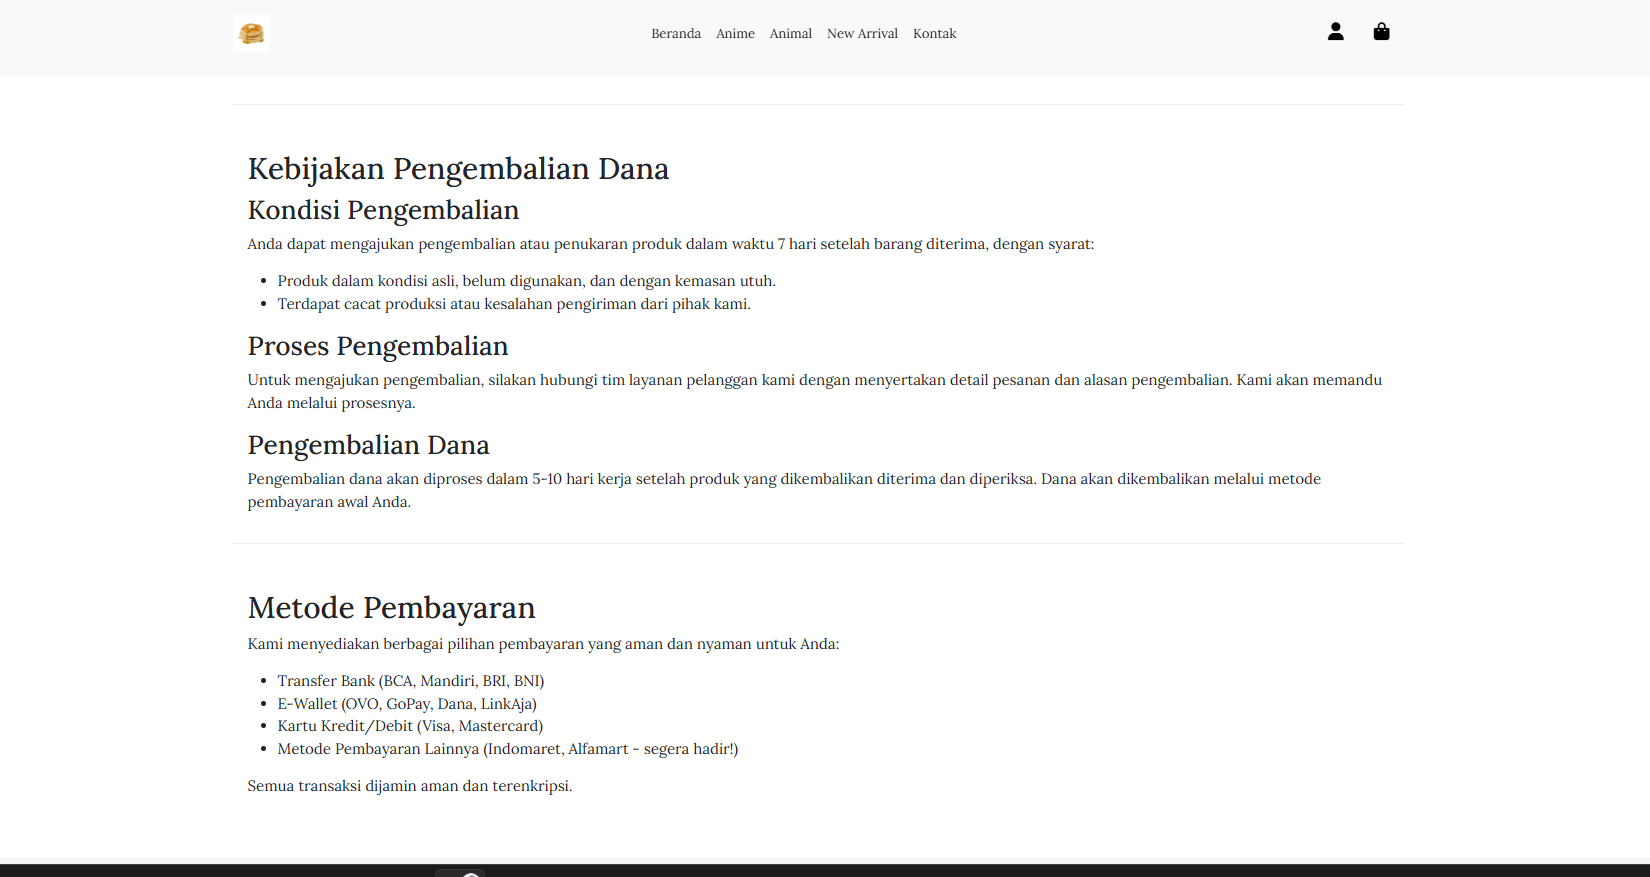 Beranda Anime Animal New Arrival Kontak
Kebijakan Pengembalian Dana
Kondisi Pengembalian
Anda dapat mengajukan pengembalian atau penukaran produk dalam waktu 7 hari setelah barang diterima, dengan syarat:
• Produk dalam kondisi asli, belum digunakan, dan dengan kemasan utuh.
• Terdapat cacat produksi atau kesalahan pengiriman dari pihak kami.
Proses Pengembalian
Untuk mengajukan pengembalian, silakan hubungi tim layanan pelanggan kami dengan menyertakan detail pesanan dan alasan pengembalian. Kami akan memandu
Anda melalui prosesnya.
Pengembalian Dana
Pengembalian dana akan diproses dalam 5-10 hari kerja setelah produk yang dikembalikan diterima dan diperiksa. Dana akan dikembalikan melalui metode
pembayaran awal Anda.
Metode Pembayaran
Kami menyediakan berbagai pilihan pembayaran yang aman dan nyaman untuk Anda:
• Transfer Bank (BCA, Mandiri, BRI, BNI)
• E-Wallet (OVO, GoPay, Dana, LinkAja)
• Kartu Kredit/Debit (Visa, Mastercard)
• Metode Pembayaran Lainnya (Indomaret, Alfamart - segera hadir!)
Semua transaksi dijamin aman dan terenkripsi.